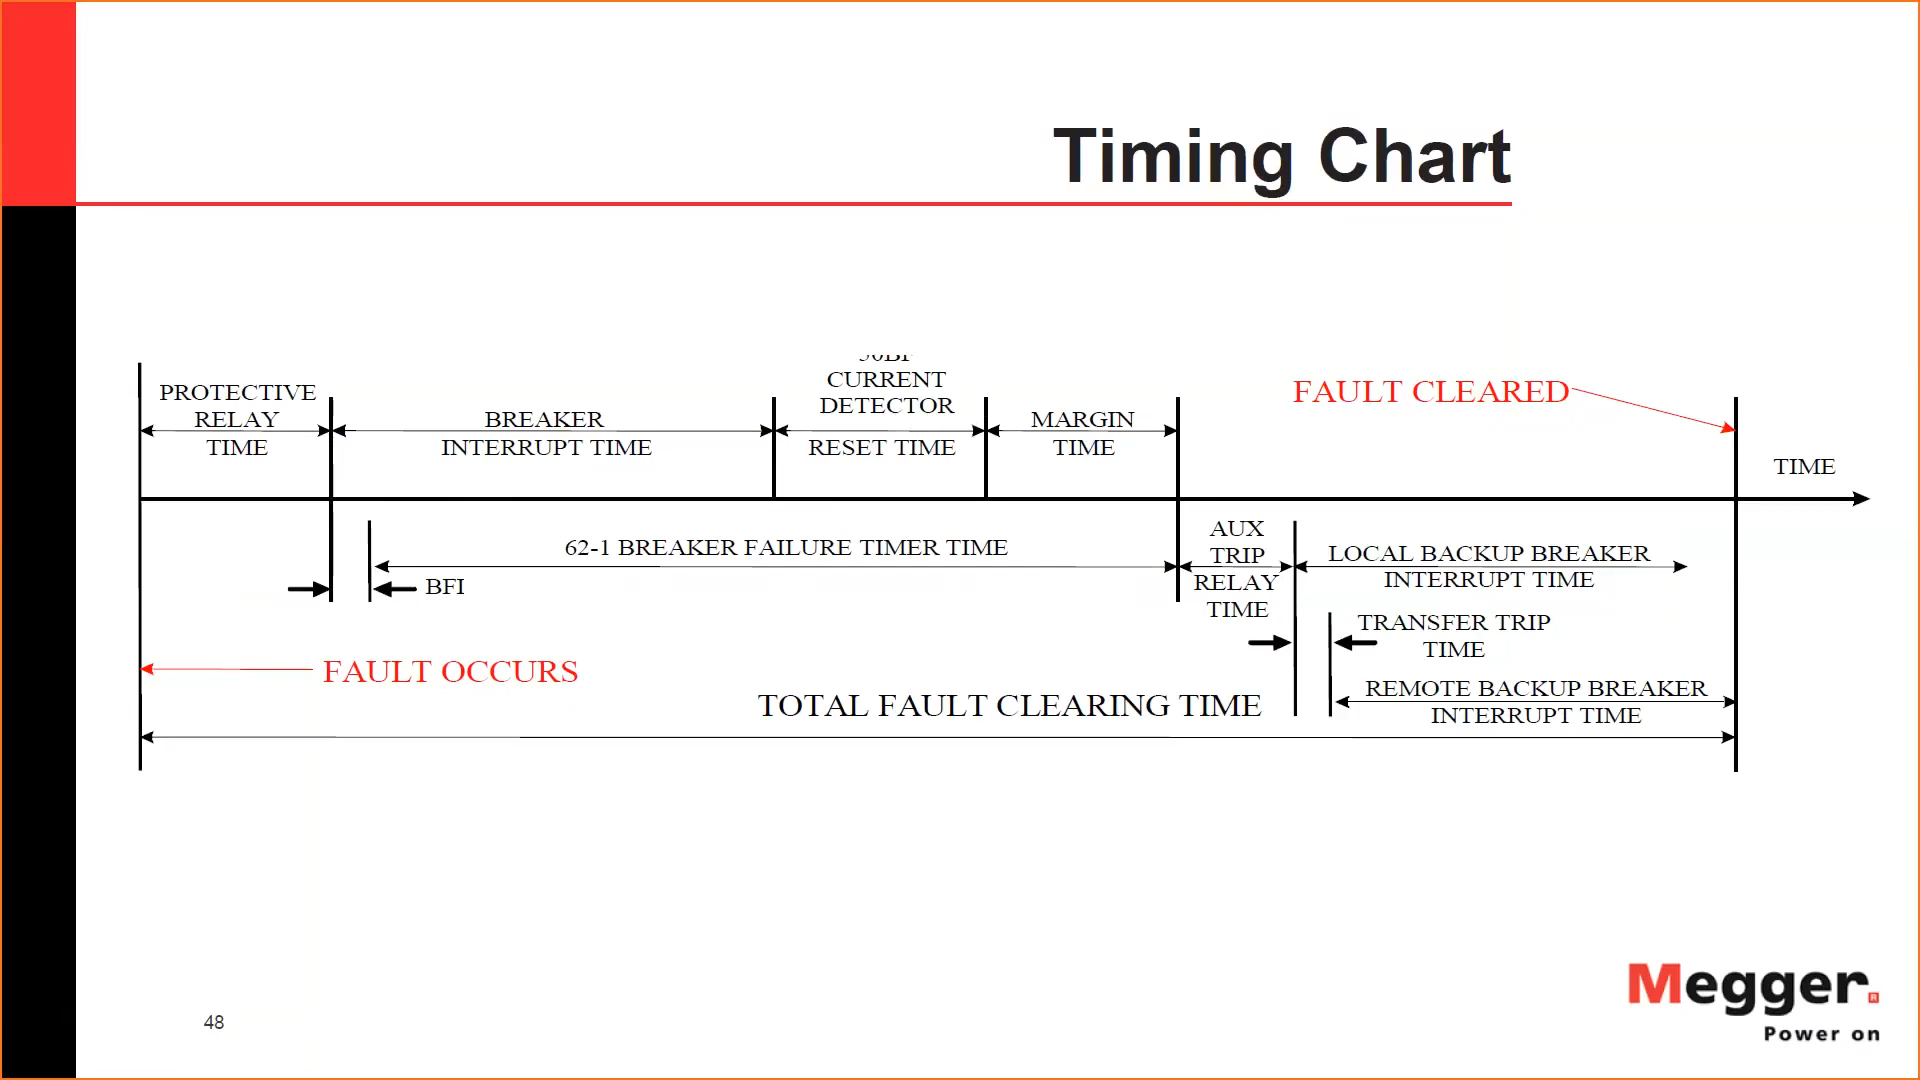 Timing Chart
PROTECTIVE
RELAY
TIME
BREAKER
INTERRUPT TIME
CURRENT
DETECTOR
RESET TIME
MARGIN
TIME
FAULT CLEARED
TIME
62-1 BREAKER FAILURE TIMER TIME
BFI
AUX
TRIP
RELAY
TIME
LOCAL BACKUP BREAKER
INTERRUPT TIME
TRANSFER TRIP
TIME
FAULT OCCURS
REMOTE BACKUP BREAKER
INTERRUPT TIME
TOTAL FAULT CLEARING TIME
48
Megger.
Power on